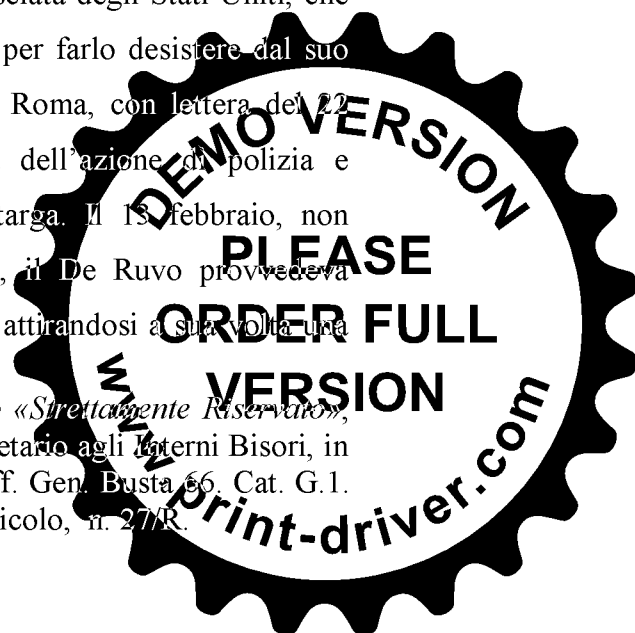 sciata degli Stati Uniti, che
per farlo desistere dal suo
Roma, con lettera del 22
dell’azione di polizia e
targa. Il 13 febbraio, non
, il De Ruvo provvedeva
attirandosi a sua volta una
«Strettamente Riservato»,
etario agli Interni Bisori, in
ff. Gen. Busta 66. Cat. G.1.
icolo, n. 27/R.
DEMO VERSION
PLEASE
ORDER FULL
VERSION
www.print-driver.com